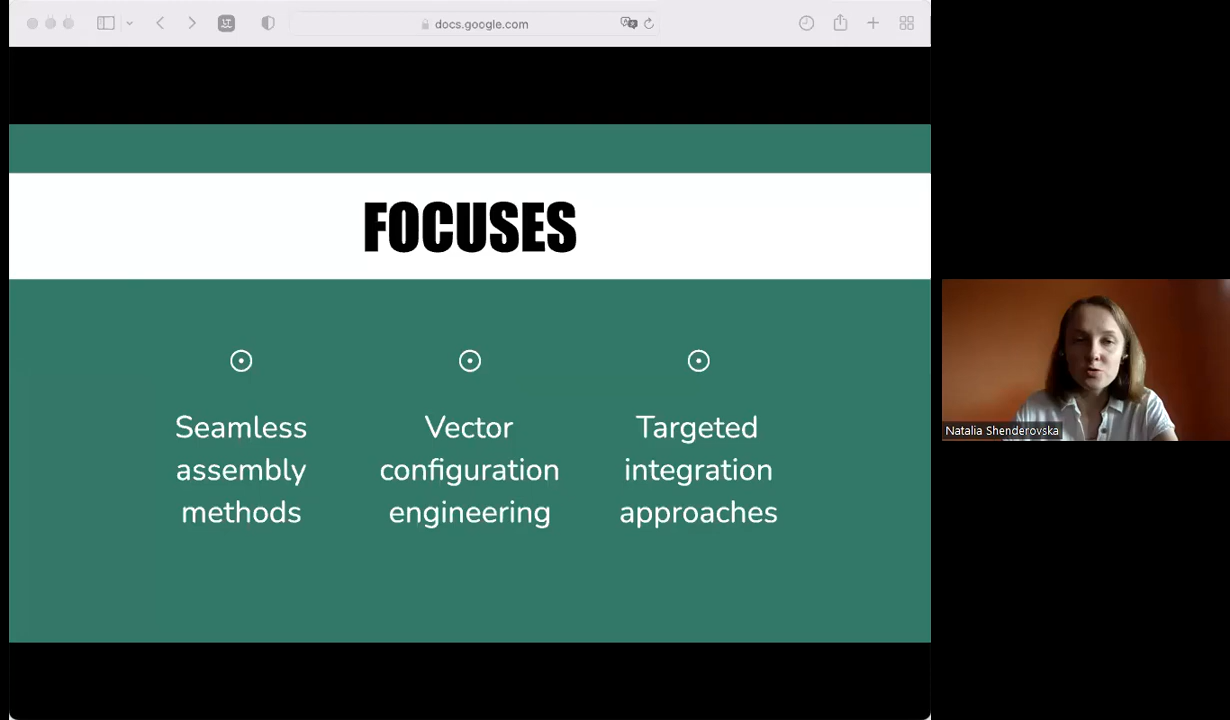 docs.google.com
FOCUSES
Seamless
assembly
methods
Vector
configuration
engineering
Targeted
integration
approaches
Natalia Shenderovska